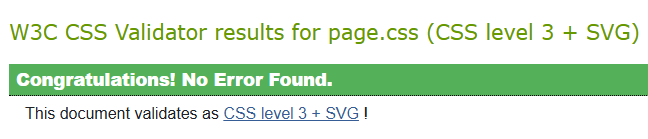 W3C CSS Validator results for page.css (CSS level 3 + SVG)
Congratulations! No Error Found.
This document validates as CSS level 3 + SVG !